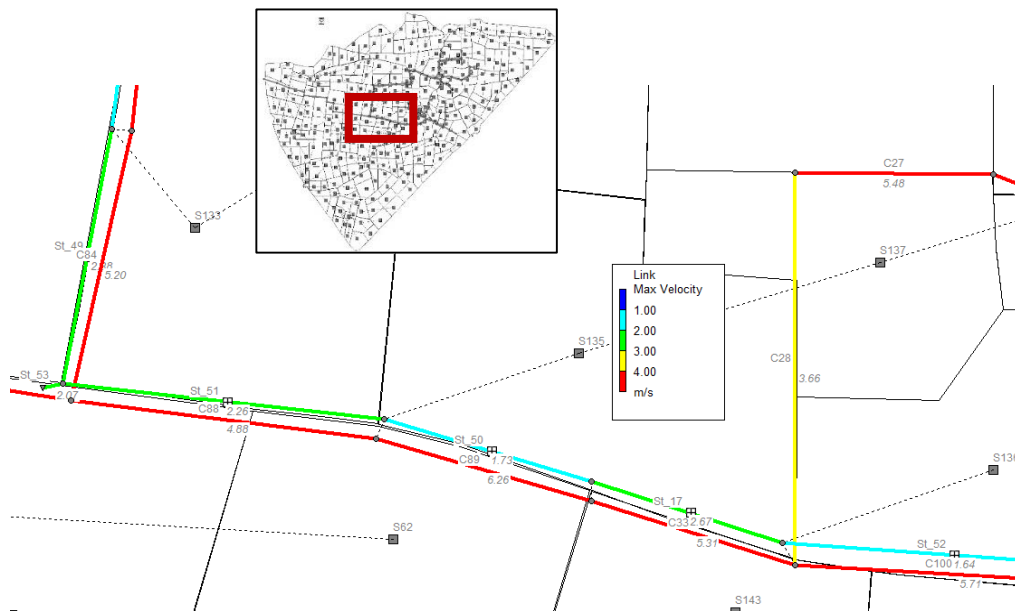 C27
5.48
S133
St_49
C84
5.20
S137
Link
Max Velocity
1.00
2.00
3.00
4.00
m/s
S135
C28
3.66
St_53
2.07
St_51
C88
2.26
4.88
St_50
1.73
C89
6.26
S136
St_17
C33
2.67
5.31
S62
St_52
C100
1.64
5.71
S143